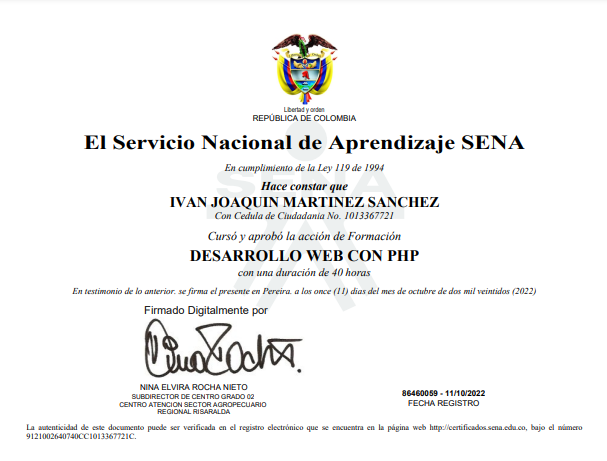 Libertad y orden
REPÚBLICA DE COLOMBIA
El Servicio Nacional de Aprendizaje SENA
En cumplimiento de la Ley 119 de 1994
SENA
Hace constar que
IVAN JOAQUIN MARTINEZ SANCHEZ
Con Cedula de Ciudadania No. 1013367721
Cursó y aprobó la acción de Formación
DESARROLLO WEB CON PHP
con una duración de 40 horas
En testimonio de lo anterior. se firma el presente en Pereira. a los once (11) días del mes de octubre de dos mil veintidos (2022)
Firmado Digitalmente por
NINA ELVIRA ROCHA NIETO
SUBDIRECTOR DE CENTRO GRADO 02
CENTRO ATENCION SECTOR AGROPECUARIO
REGIONAL RISARALDA
86460059 - 11/10/2022
FECHA REGISTRO
La autenticidad de este documento puede ser verificada en el registro electrónico que se encuentra en la página web http://certificados.sena.edu.co, bajo el número
9121002640740CC1013367721C.